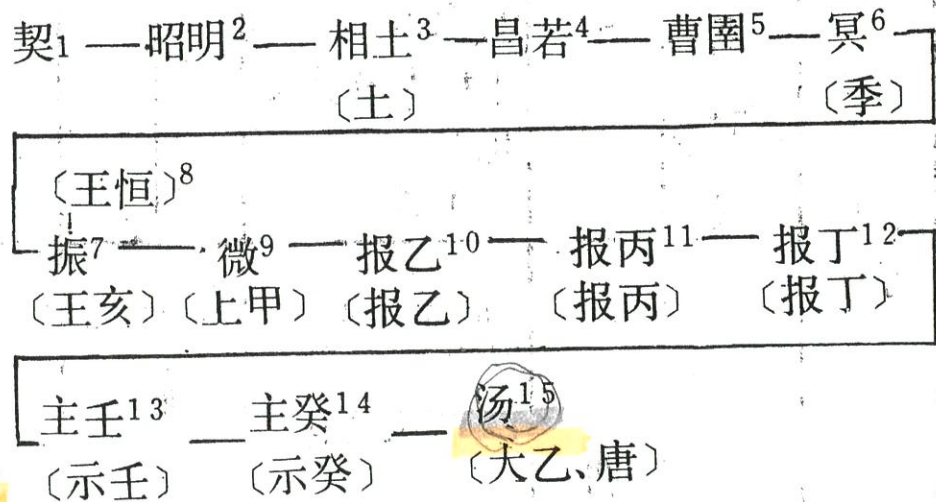 契1 — 昭明2 — 相土3 — 昌若4 — 曹圉5 — 冥6
〔土〕 〔季〕
〔王恒〕8
振7 — 微9 — 报乙10 — 报丙11 — 报丁12
〔王亥〕〔上甲〕〔报乙〕 〔报丙〕 〔报丁〕
主壬13 — 主癸14 — 汤15
〔示壬〕 〔示癸〕 〔大乙、唐〕